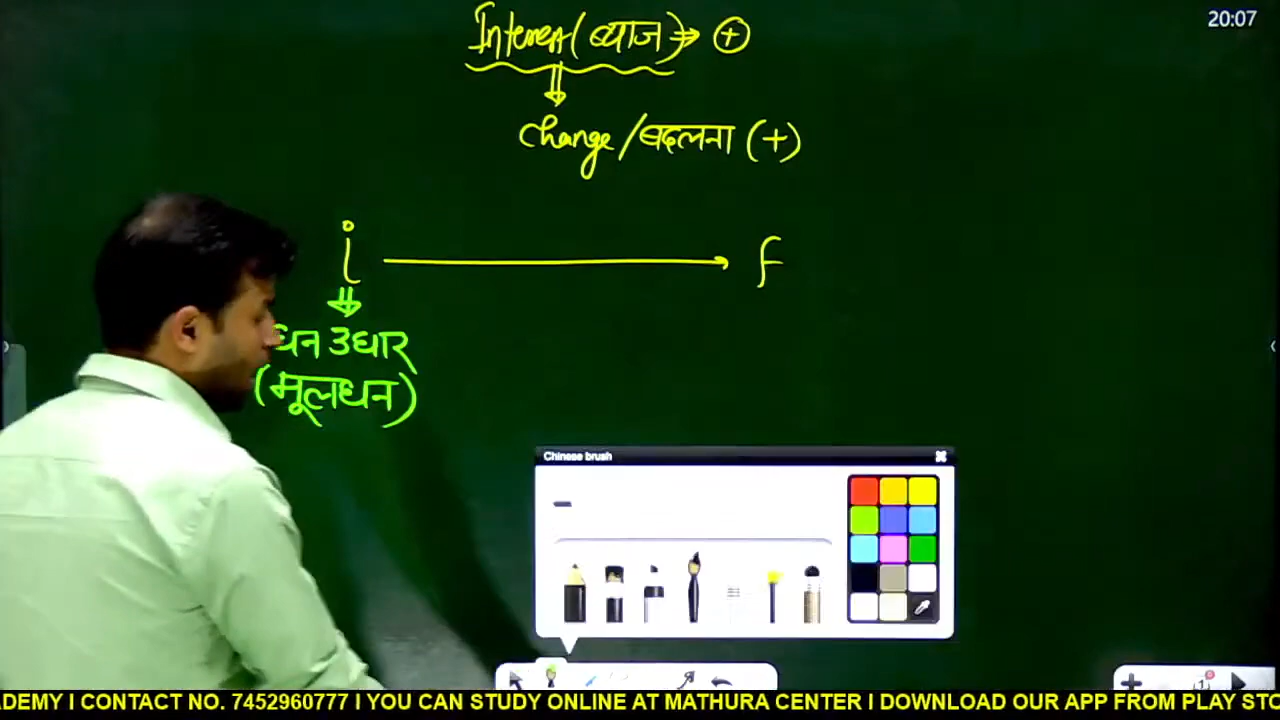 20:07
Interest (ब्याज) ⇒ ⊕
change/बदलना (+)
i → f
धन उधार
(मूलधन)
Chinese brush
ADEMY I CONTACT NO. 7452960777 I YOU CAN STUDY ONLINE AT MATHURA CENTER I DOWNLOAD OUR APP FROM PLAY STO